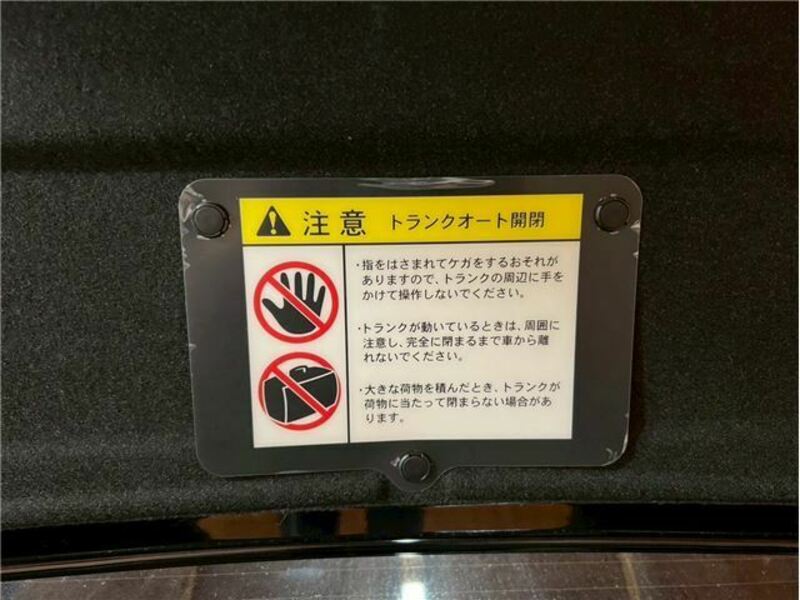 注意 トランクオート開閉
・指をはさまれてケガをするおそれが
ありますので、トランクの周辺に手を
かけて操作しないでください。
・トランクが動いているときは、周囲に
注意し、完全に閉まるまで車から離
れないでください。
・大きな荷物を積んだとき、トランクが
荷物に当たって閉まらない場合があ
ります。